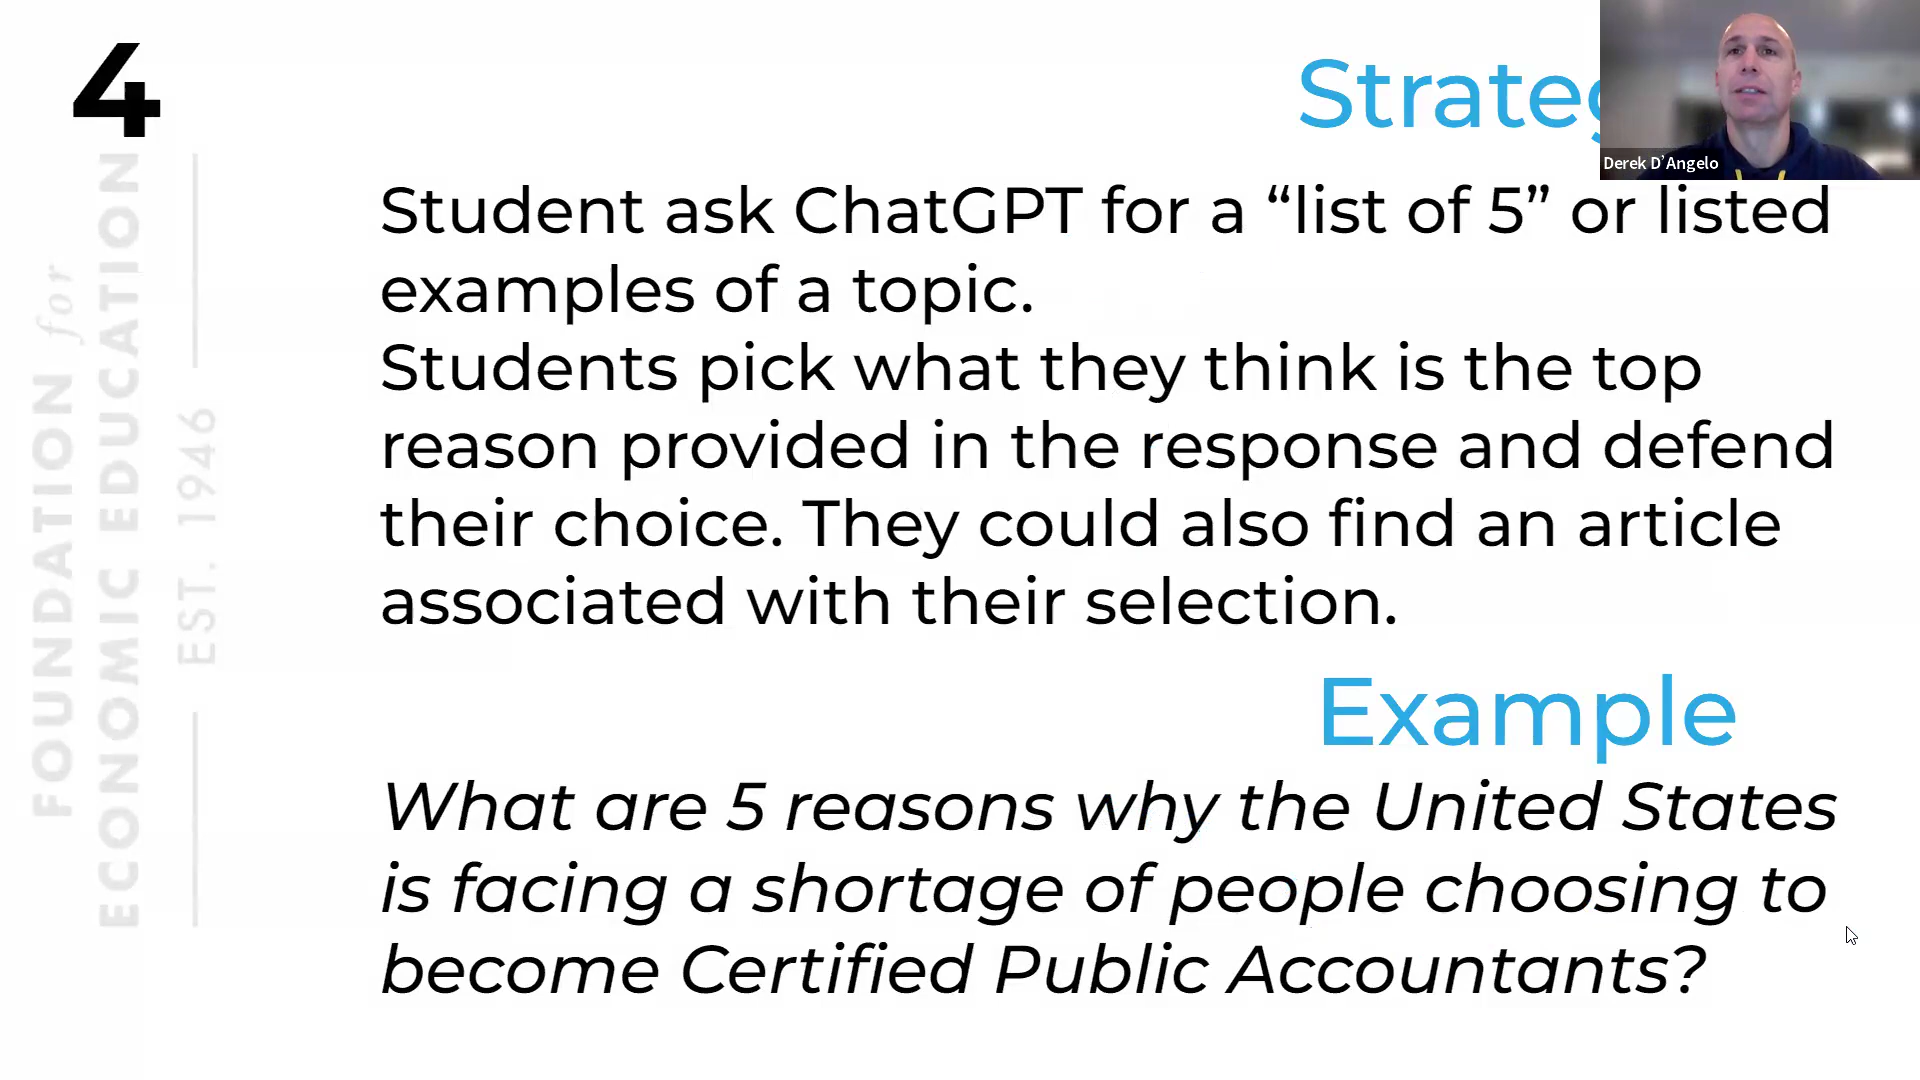 4
Strateg
Derek D’Angelo
Student ask ChatGPT for a “list of 5” or listed
examples of a topic.
Students pick what they think is the top
reason provided in the response and defend
their choice. They could also find an article
associated with their selection.
Example
What are 5 reasons why the United States
is facing a shortage of people choosing to
become Certified Public Accountants?
FOUNDATION for
ECONOMIC EDUCATION
EST. 1946